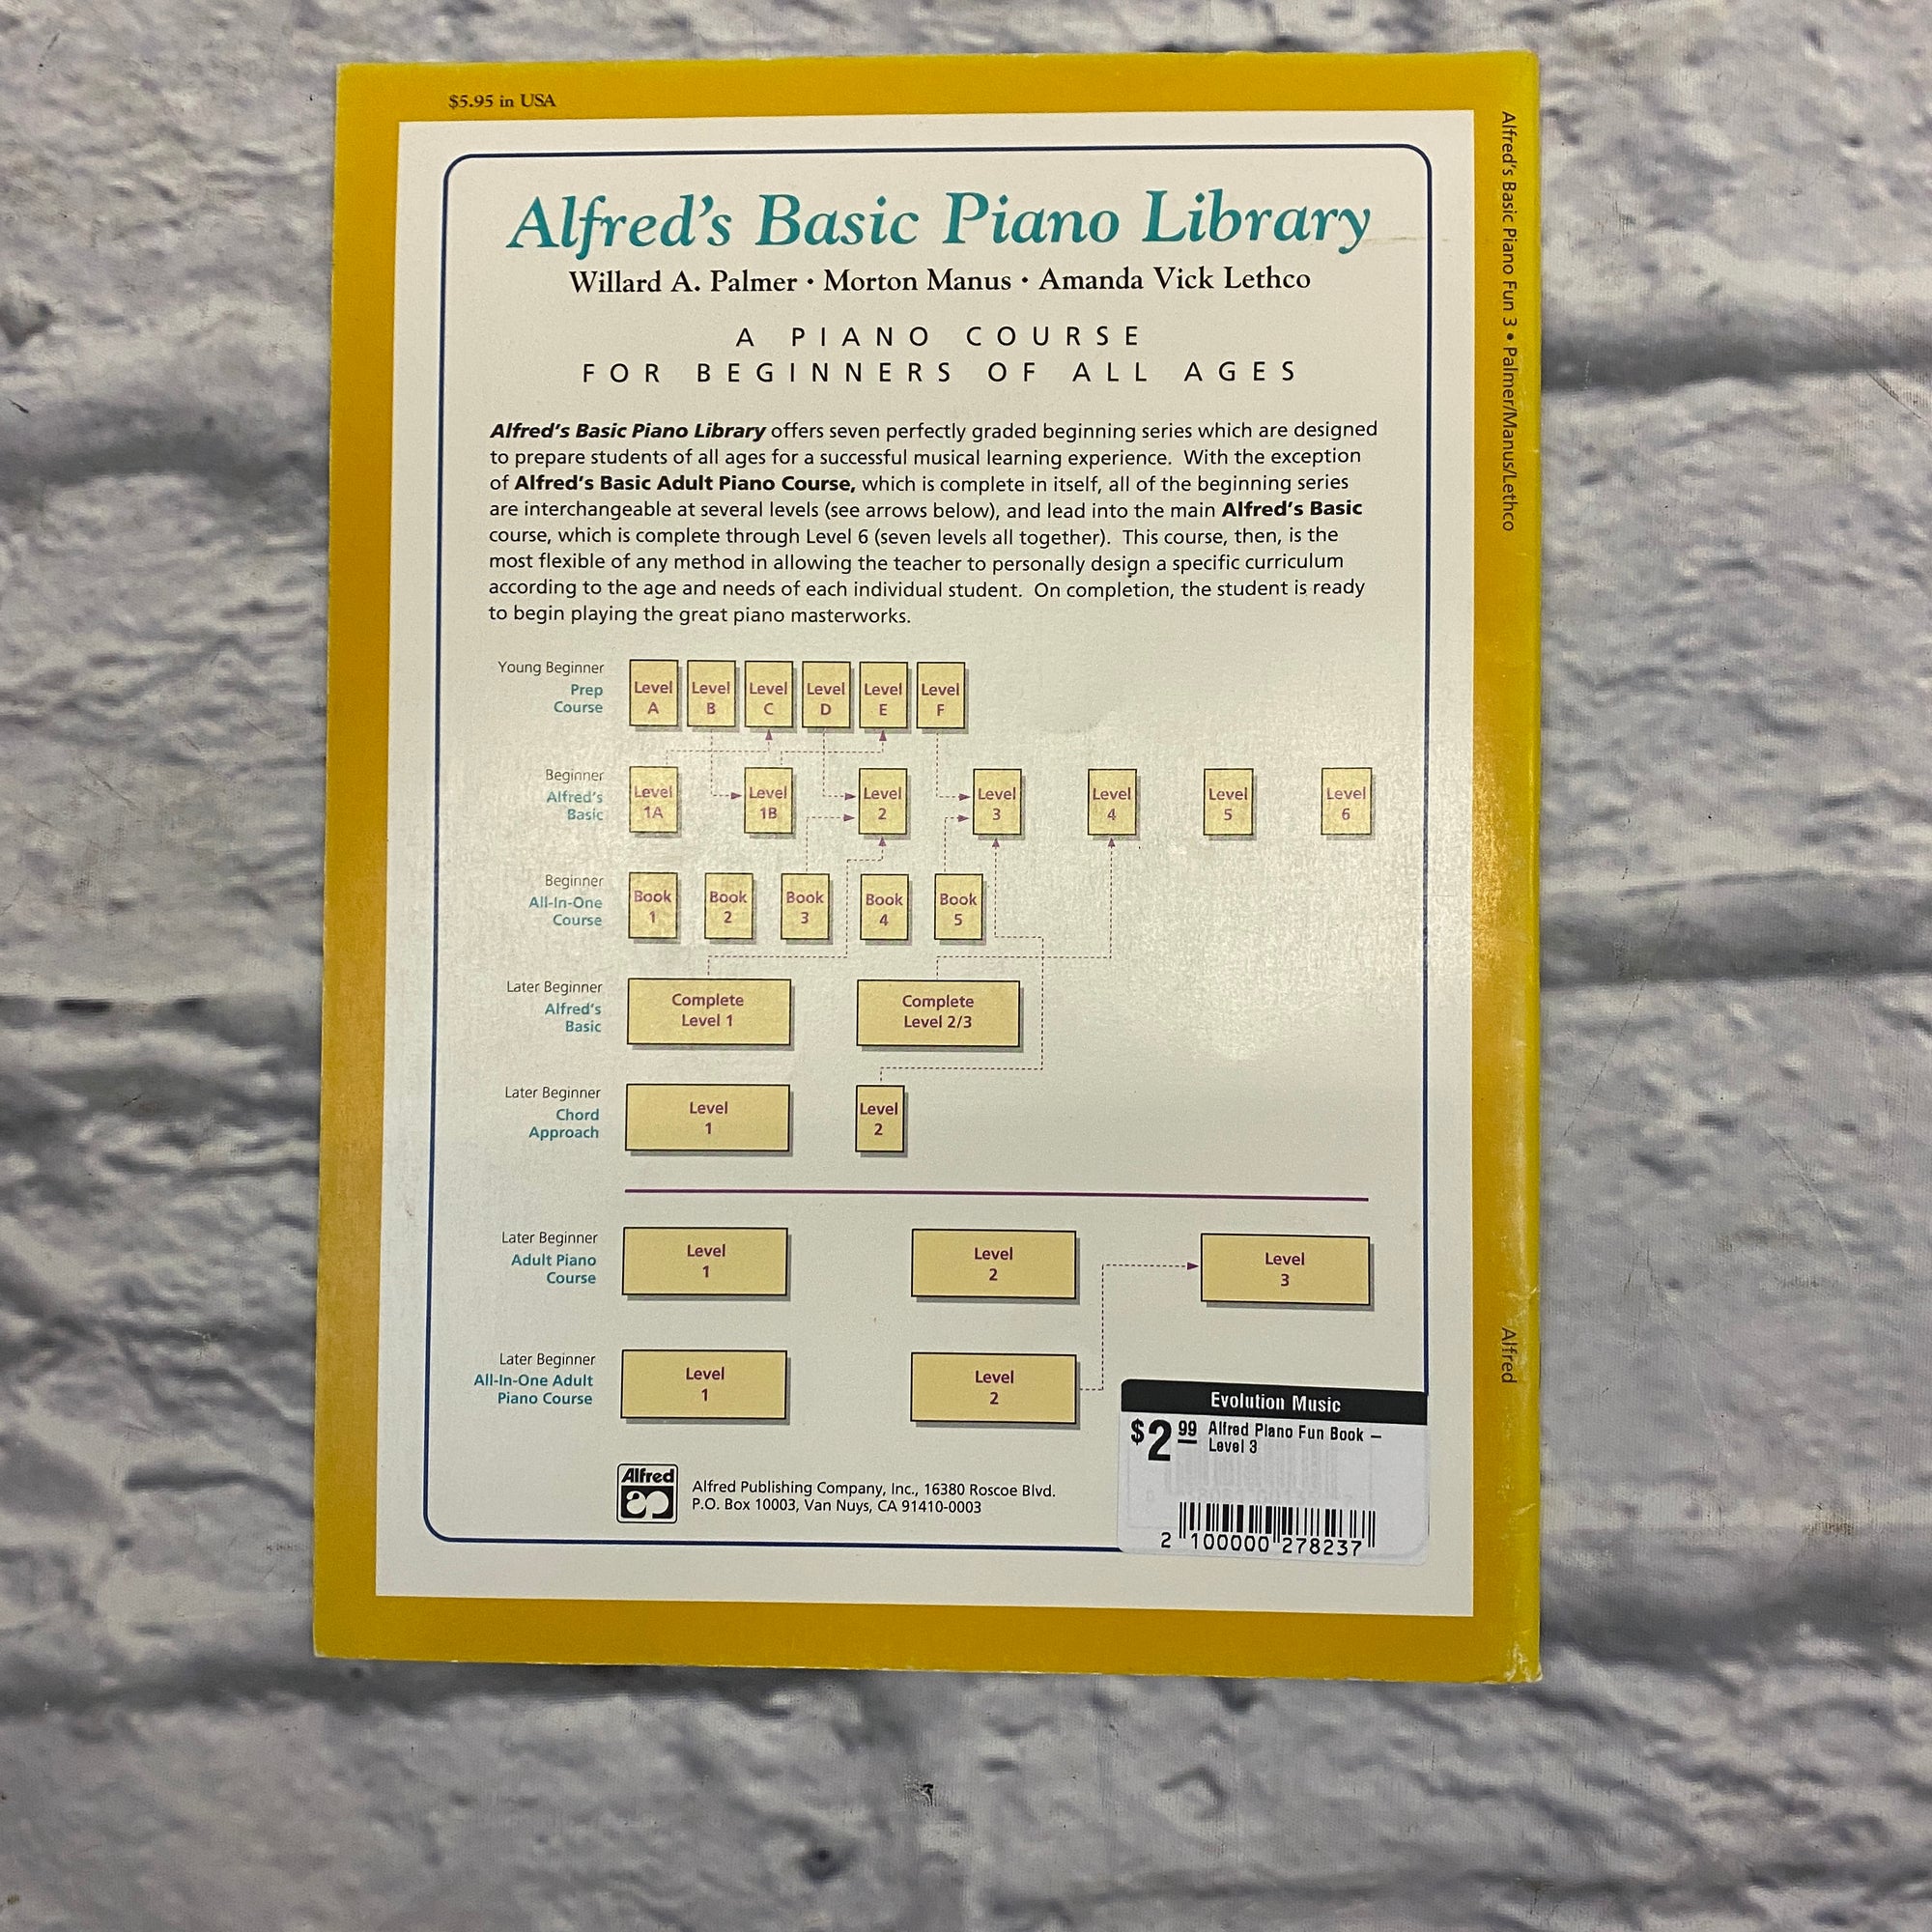 $5.95 in USA
Alfred's Basic Piano Library
Willard A. Palmer • Morton Manus • Amanda Vick Lethco
A PIANO COURSE
FOR BEGINNERS OF ALL AGES
Alfred's Basic Piano Library offers seven perfectly graded beginning series which are designed
to prepare students of all ages for a successful musical learning experience. With the exception
of Alfred's Basic Adult Piano Course, which is complete in itself, all of the beginning series
are interchangeable at several levels (see arrows below), and lead into the main Alfred's Basic
course, which is complete through Level 6 (seven levels all together). This course, then, is the
most flexible of any method in allowing the teacher to personally design a specific curriculum
according to the age and needs of each individual student. On completion, the student is ready
to begin playing the great piano masterworks.
Young Beginner
Prep
Course
Level
A
Level
B
Level
C
Level
D
Level
E
Level
F
Beginner
Alfred's
Basic
Level
1A
Level
1B
Level
2
Level
3
Level
4
Level
5
Level
6
Beginner
All-In-One
Course
Book
1
Book
2
Book
3
Book
4
Book
5
Later Beginner
Alfred's
Basic
Complete
Level 1
Complete
Level 2/3
Later Beginner
Chord
Approach
Level
1
Level
2
Later Beginner
Adult Piano
Course
Level
1
Level
2
Level
3
Later Beginner
All-In-One Adult
Piano Course
Level
1
Level
2
Alfred
Alfred Publishing Company, Inc., 16380 Roscoe Blvd.
P.O. Box 10003, Van Nuys, CA 91410-0003
Evolution Music
$2 99 Alfred Piano Fun Book –
Level 3
2 100000 278237
Alfred's Basic Piano Fun 3 • Palmer/Manus/Lethco
Alfred